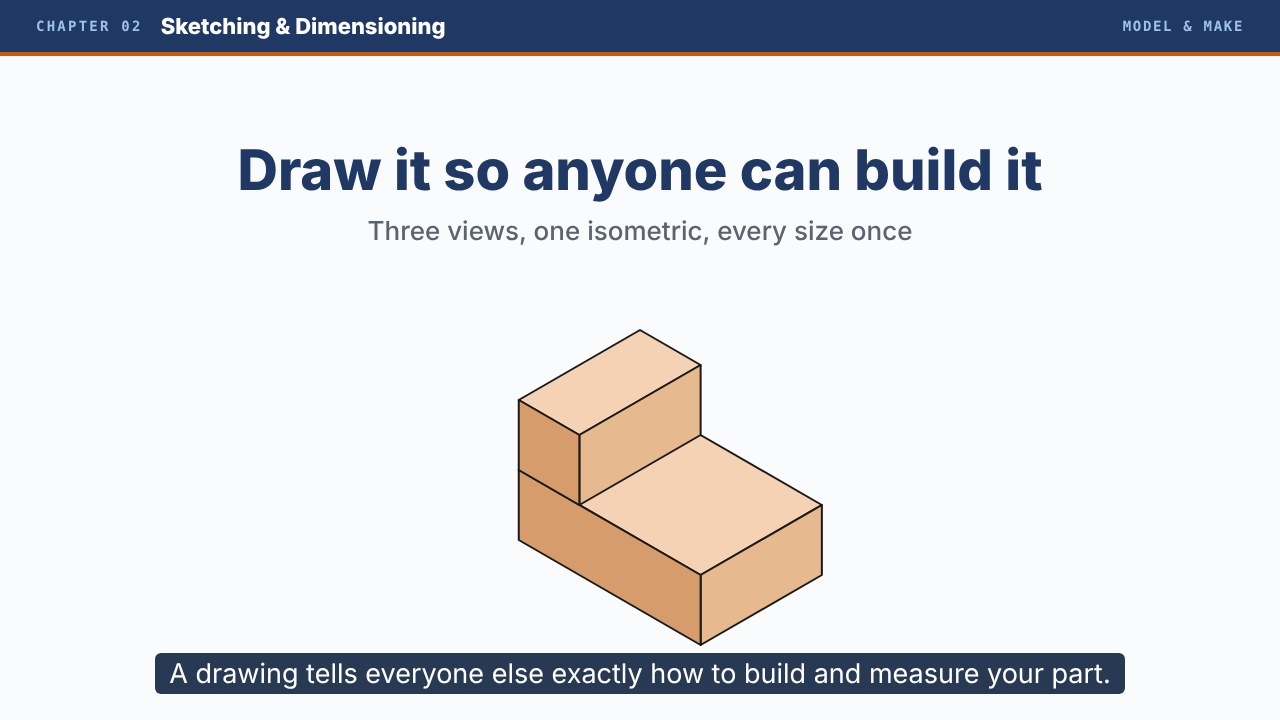 CHAPTER 02 Sketching & Dimensioning MODEL & MAKE
Draw it so anyone can build it
Three views, one isometric, every size once
A drawing tells everyone else exactly how to build and measure your part.